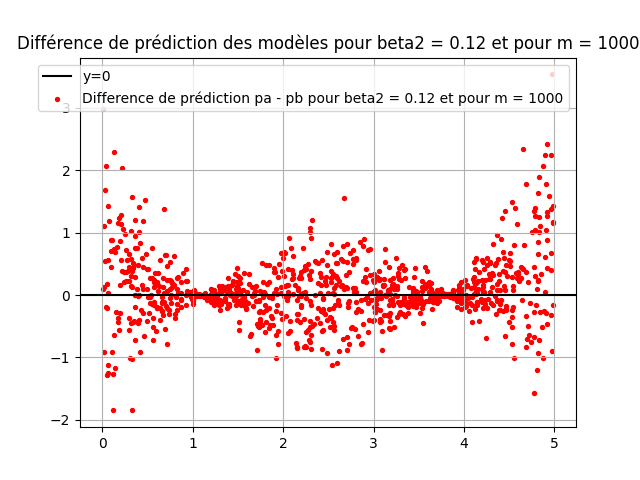 Différence de prédiction des modèles pour beta2 = 0.12 et pour m = 1000
y=0
Difference de prédiction pa - pb pour beta2 = 0.12 et pour m = 1000
3
2
1
0
−1
−2
0 1 2 3 4 5